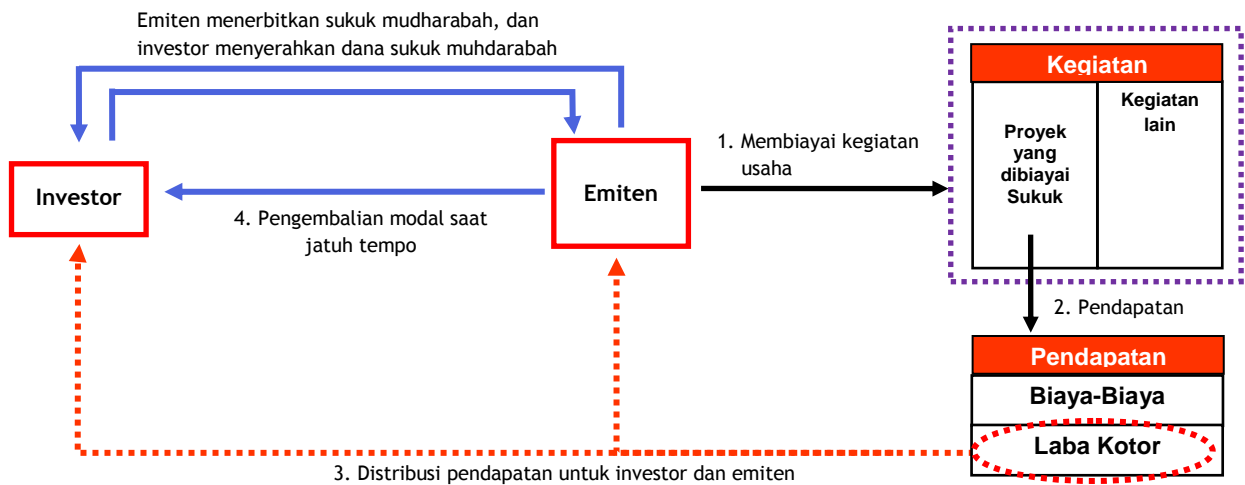 Emiten menerbitkan sukuk mudharabah, dan
investor menyerahkan dana sukuk muhdarabah
Kegiatan
Proyek
yang
dibiayai
Sukuk
Kegiatan
lain
1. Membiayai kegiatan
usaha
Investor
Emiten
4. Pengembalian modal saat
jatuh tempo
2. Pendapatan
Pendapatan
Biaya-Biaya
Laba Kotor
3. Distribusi pendapatan untuk investor dan emiten